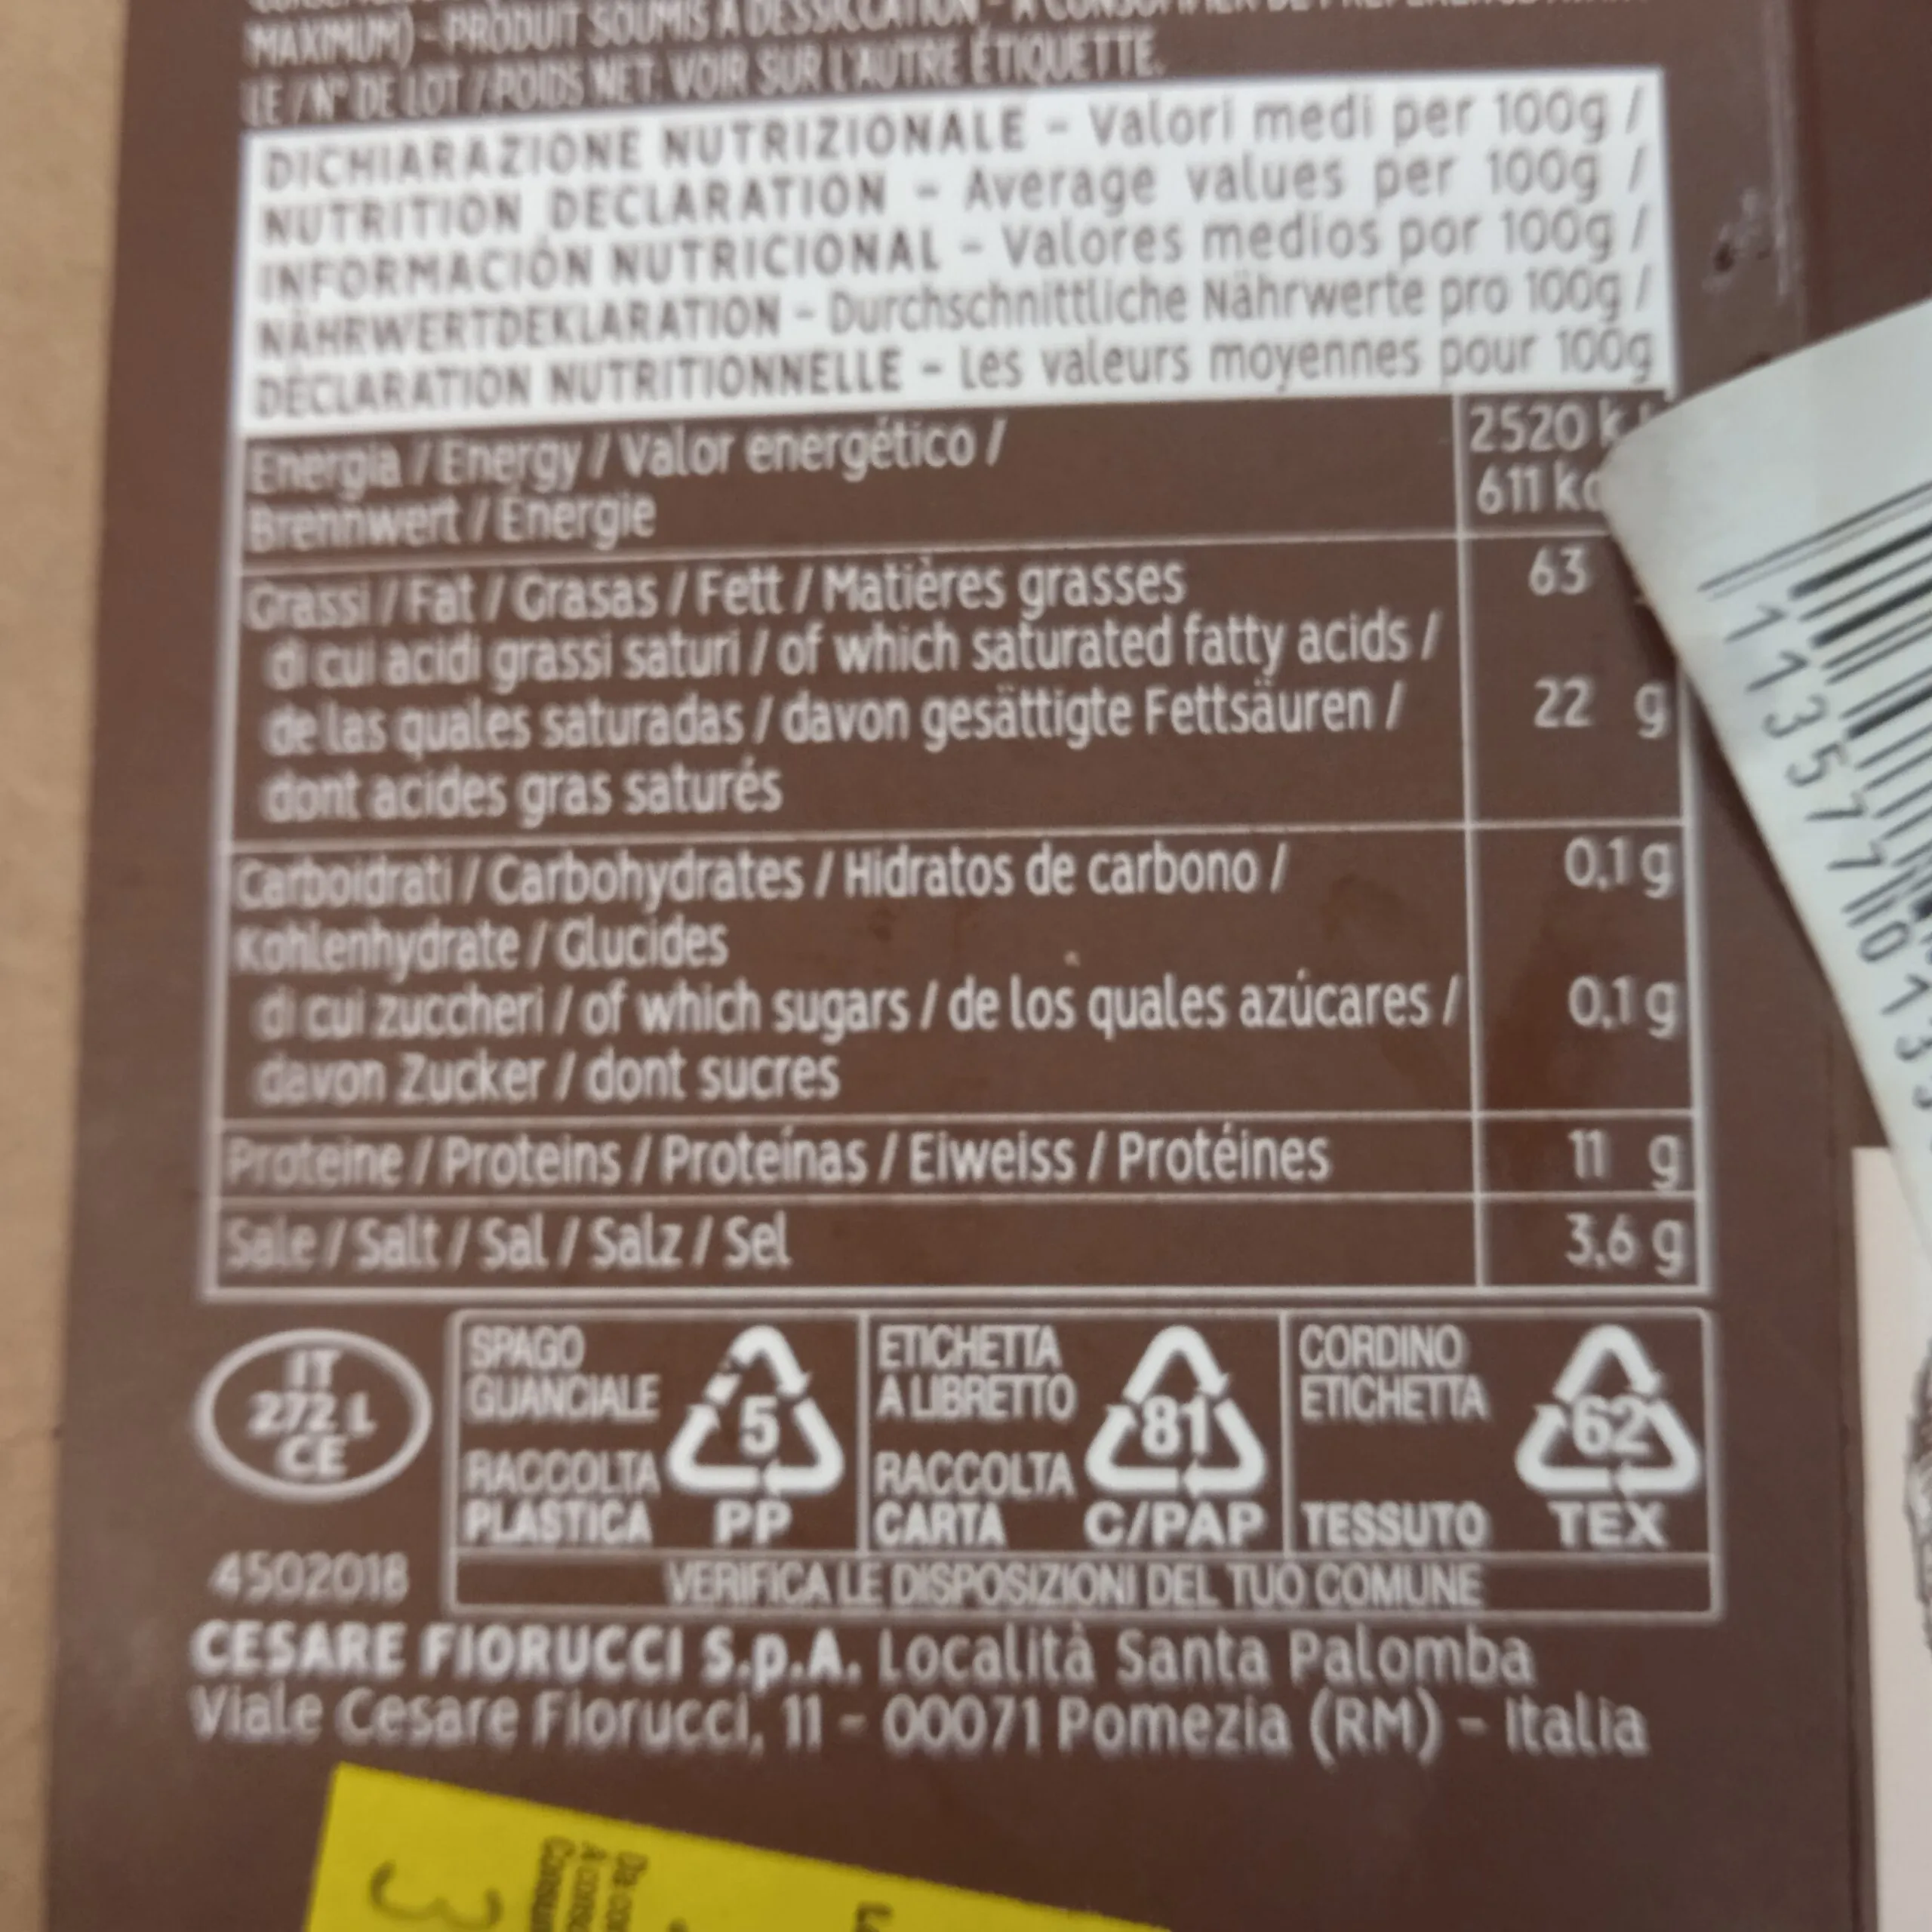 MAXIMUM) - PRODUIT SOUMIS À DESSICCATION - À
LE / N° DE LOT / POIDS NET: VOIR SUR L'AUTRE ÉTIQUETTE.
DICHIARAZIONE NUTRIZIONALE - Valori medi per 100g /
NUTRITION DECLARATION - Average values per 100g /
INFORMACIÓN NUTRICIONAL - Valores medios por 100g /
NÄHRWERTDEKLARATION - Durchschnittliche Nährwerte pro 100g /
DÉCLARATION NUTRITIONNELLE - Les valeurs moyennes pour 100g
Energia / Energy / Valor energético / 2520 k
Brennwert / Énergie 611 kc
Grassi / Fat / Grasas / Fett / Matières grasses 63
di cui acidi grassi saturi / of which saturated fatty acids /
de las quales saturadas / davon gesättigte Fettsäuren / 22 g
dont acides gras saturés
Carboidrati / Carbohydrates / Hidratos de carbono / 0,1 g
Kohlenhydrate / Glucides
di cui zuccheri / of which sugars / de los quales azúcares / 0,1 g
davon Zucker / dont sucres
Proteine / Proteins / Proteínas / Eiweiss / Protéines 11 g
Sale / Salt / Sal / Salz / Sel 3,6 g
IT
272 L
CE
SPAGO
GUANCIALE
RACCOLTA
PLASTICA
5
PP
ETICHETTA
A LIBRETTO
RACCOLTA
CARTA
81
C/PAP
CORDINO
ETICHETTA
TESSUTO
62
TEX
VERIFICA LE DISPOSIZIONI DEL TUO COMUNE
4502018
CESARE FIORUCCI S.p.A. Località Santa Palomba
Viale Cesare Fiorucci, 11 - 00071 Pomezia (RM) - Italia
3